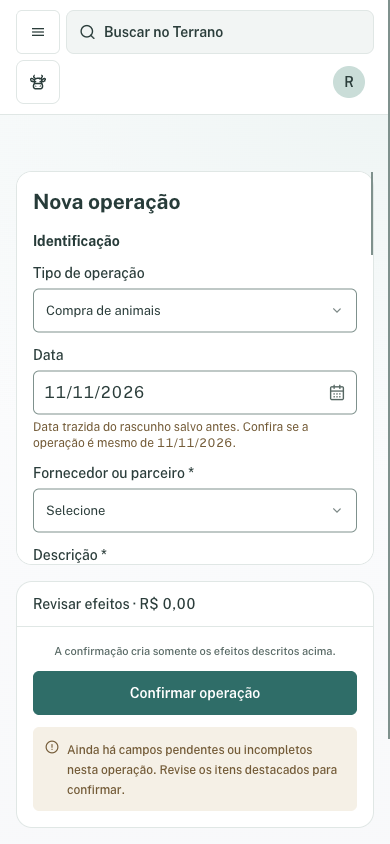 Buscar no Terrano
R
Nova operação
Identificação
Tipo de operação
Compra de animais
Data
11/11/2026
Data trazida do rascunho salvo antes. Confira se a
operação é mesmo de 11/11/2026.
Fornecedor ou parceiro *
Selecione
Descrição *
Revisar efeitos · R$ 0,00
A confirmação cria somente os efeitos descritos acima.
Confirmar operação
Ainda há campos pendentes ou incompletos
nesta operação. Revise os itens destacados para
confirmar.